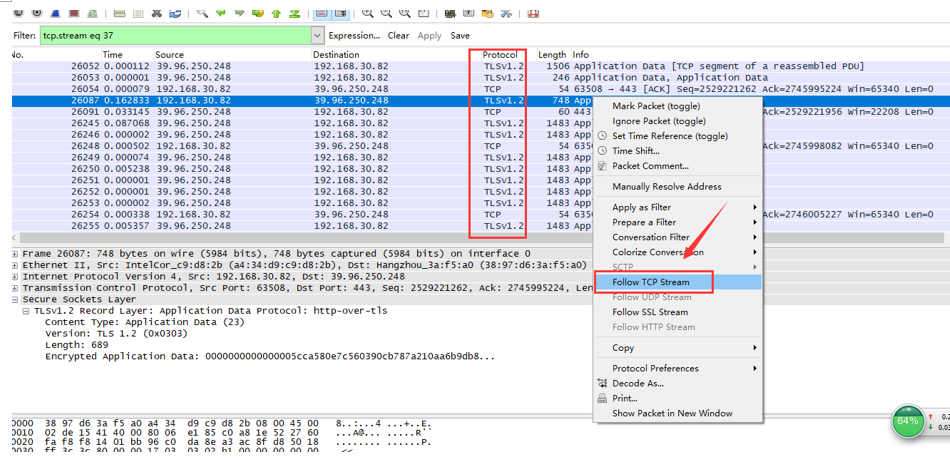 Filter: tcp.stream eq 37 Expression... Clear Apply Save
No. Time Source Destination Protocol Length Info
26052 0.000112 39.96.250.248 192.168.30.82 TLSv1.2 1506 Application Data [TCP segment of a reassembled PDU]
26053 0.000001 39.96.250.248 192.168.30.82 TLSv1.2 246 Application Data, Application Data
26054 0.000079 192.168.30.82 39.96.250.248 TCP 54 63508 → 443 [ACK] Seq=2529221262 Ack=2745995224 Win=65340 Len=0
26087 0.162833 192.168.30.82 39.96.250.248 TLSv1.2 748 App
26091 0.033145 39.96.250.248 192.168.30.82 TCP 60 443 Ack=2529221956 Win=22208 Len=0
26245 0.087068 39.96.250.248 192.168.30.82 TLSv1.2 1483 App
26246 0.000002 39.96.250.248 192.168.30.82 TLSv1.2 1483 App
26248 0.000502 192.168.30.82 39.96.250.248 TCP 54 635 Ack=2745998082 Win=65340 Len=0
26249 0.000074 39.96.250.248 192.168.30.82 TLSv1.2 1483 App
26250 0.005238 39.96.250.248 192.168.30.82 TLSv1.2 1483 App
26251 0.000001 39.96.250.248 192.168.30.82 TLSv1.2 1483 App
26252 0.000001 39.96.250.248 192.168.30.82 TLSv1.2 1483 App
26254 0.000338 192.168.30.82 39.96.250.248 TCP 54 635 Ack=2746005227 Win=65340 Len=0
26255 0.005357 39.96.250.248 192.168.30.82 TLSv1.2 1483 App
Mark Packet (toggle)
Ignore Packet (toggle)
Set Time Reference (toggle)
Time Shift...
Packet Comment...
Manually Resolve Address
Apply as Filter
Prepare a Filter
Conversation Filter
Colorize Conversation
SCTP
Follow TCP Stream
Follow UDP Stream
Follow SSL Stream
Follow HTTP Stream
Copy
Protocol Preferences
Decode As...
Print...
Show Packet in New Window
Frame 26087: 748 bytes on wire (5984 bits), 748 bytes captured (5984 bits) on interface 0
Ethernet II, Src: IntelCor_c9:d8:2b (a4:34:d9:c9:d8:2b), Dst: Hangzhou_3a:f5:a0 (38:97:d6:3a:f5:a0)
Internet Protocol Version 4, Src: 192.168.30.82, Dst: 39.96.250.248
Transmission Control Protocol, Src Port: 63508, Dst Port: 443, Seq: 2529221262, Ack: 2745995224, Len
Secure Sockets Layer
TLSv1.2 Record Layer: Application Data Protocol: http-over-tls
Content Type: Application Data (23)
Version: TLS 1.2 (0x0303)
Length: 689
Encrypted Application Data: 0000000000000005cca580e7c560390cb787a210aa6b9db8...
0000 38 97 d6 3a f5 a0 a4 34 d9 c9 d8 2b 08 00 45 00 8..:...4 ...+..E.
0010 02 de 15 41 40 00 80 06 e1 85 c0 a8 1e 52 27 60 ...A@... .....R'`
0020 fa f8 f8 14 01 bb 96 c0 da 8e a3 ac 8f d8 50 18 ........ ......P.
64%